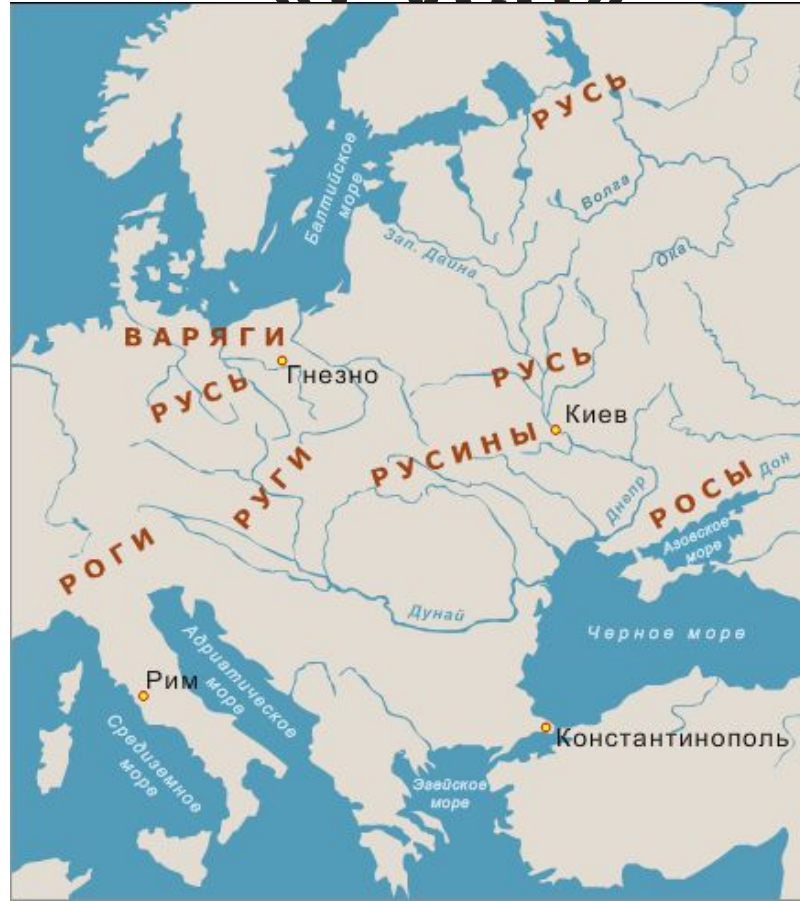 РУСЬ
Балтийское
море
Волга
Зап. Двина
Ока
ВАРЯГИ
РУСЬ
Гнезно
РУСЬ
Киев
РУСИНЫ
РУГИ
РОСЫ
Дон
Днепр
Азовское
море
РОГИ
Дунай
Черное море
Адриатическое
море
Рим
Средиземное
море
Константинополь
Эгейское
море